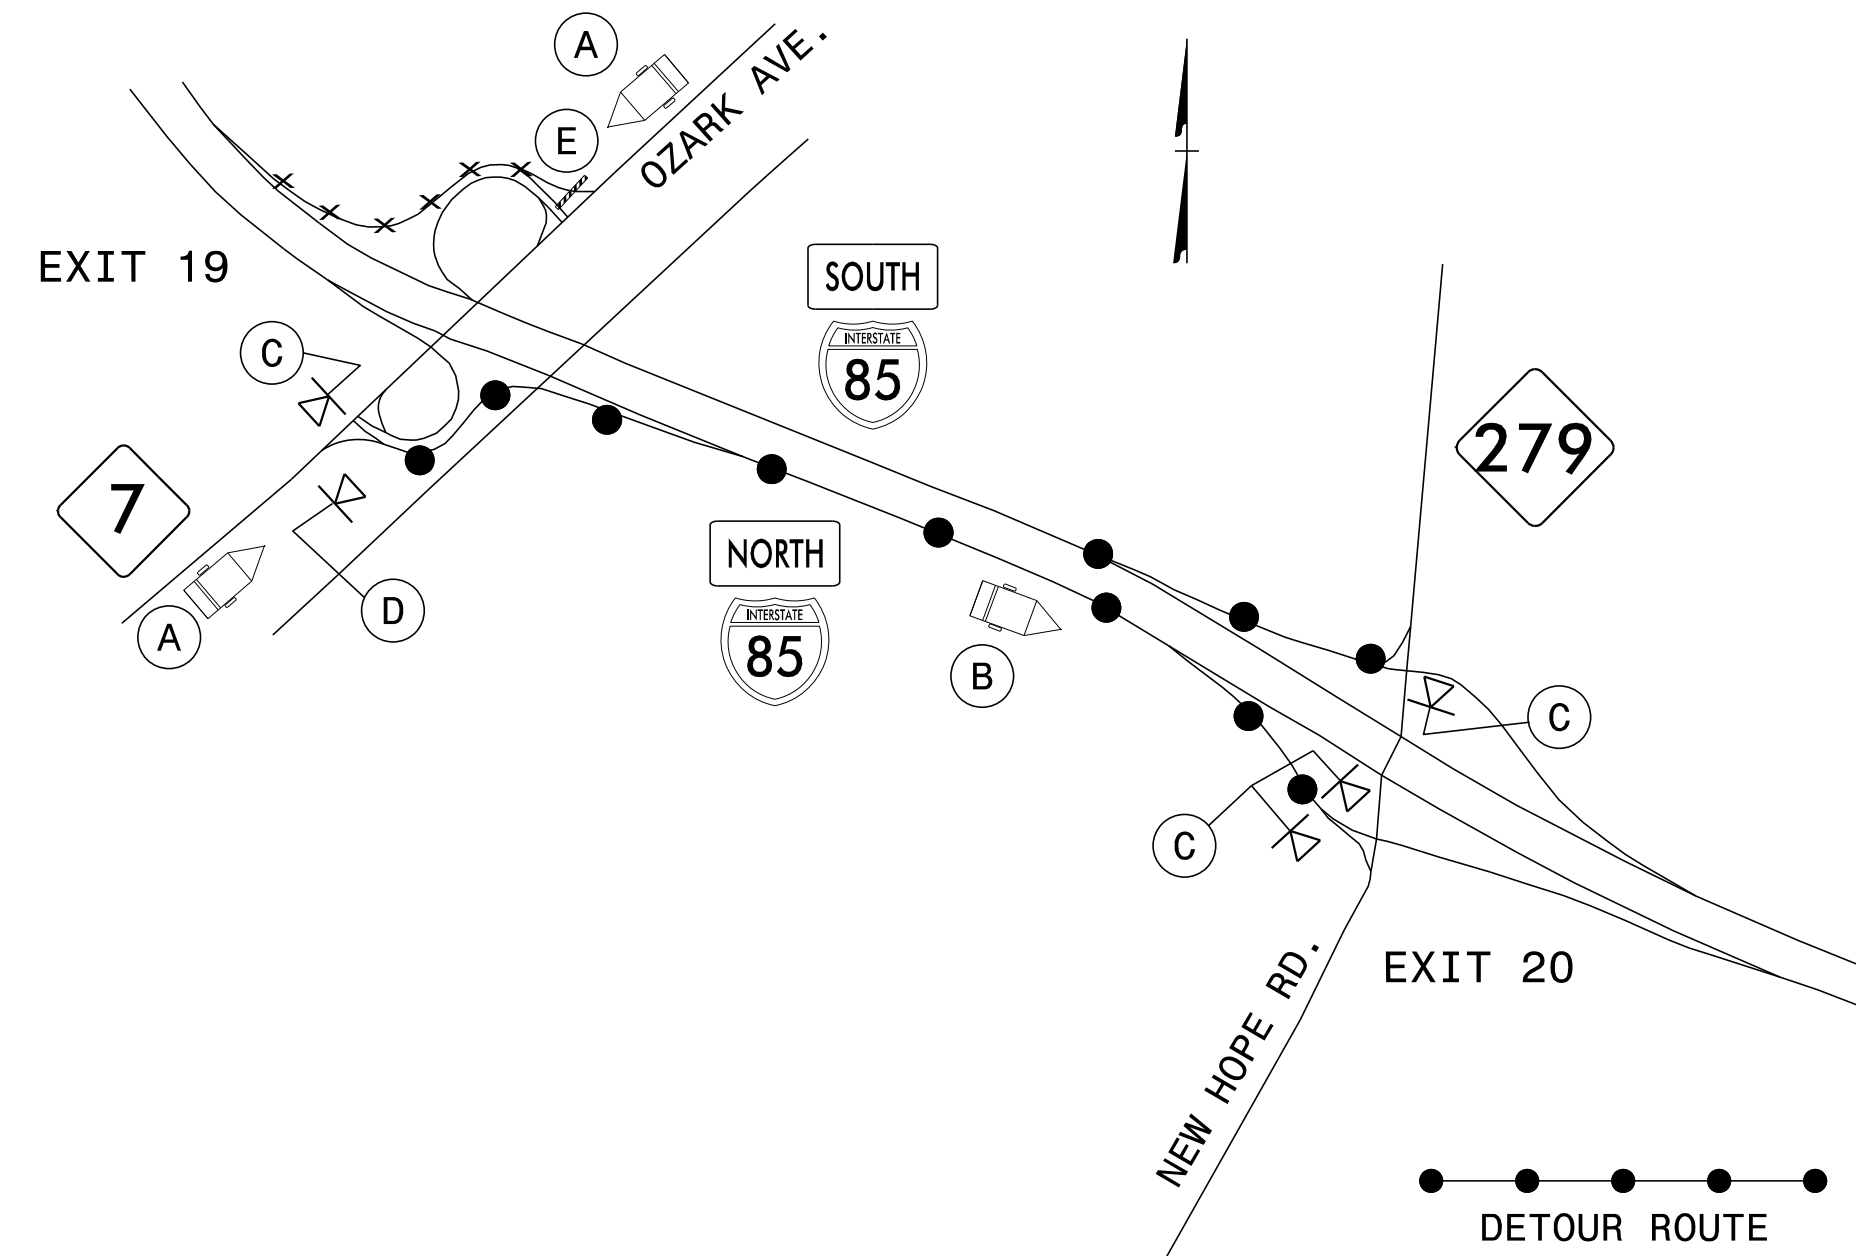 A
OZARK AVE.
E
EXIT 19
SOUTH
INTERSTATE
85
C
279
7
NORTH
INTERSTATE
85
D
A
B
C
C
EXIT 20
NEW HOPE RD.
DETOUR ROUTE